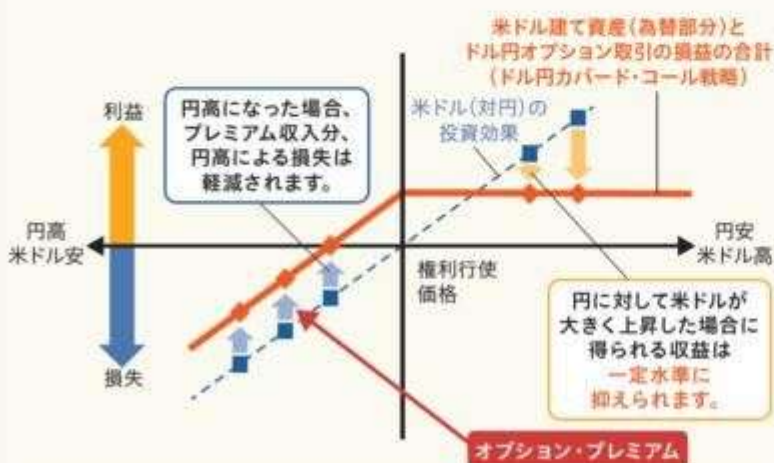 米ドル建て資産(為替部分)と
ドル円オプション取引の損益の合計
(ドル円カバード・コール戦略)
利益
円高になった場合、
プレミアム収入分、
円高による損失は
軽減されます。
米ドル(対円)の
投資効果
円高
米ドル安
円安
米ドル高
権利行使
価格
円に対して米ドルが
大きく上昇した場合に
得られる収益は
一定水準に
抑えられます。
損失
オプション・プレミアム